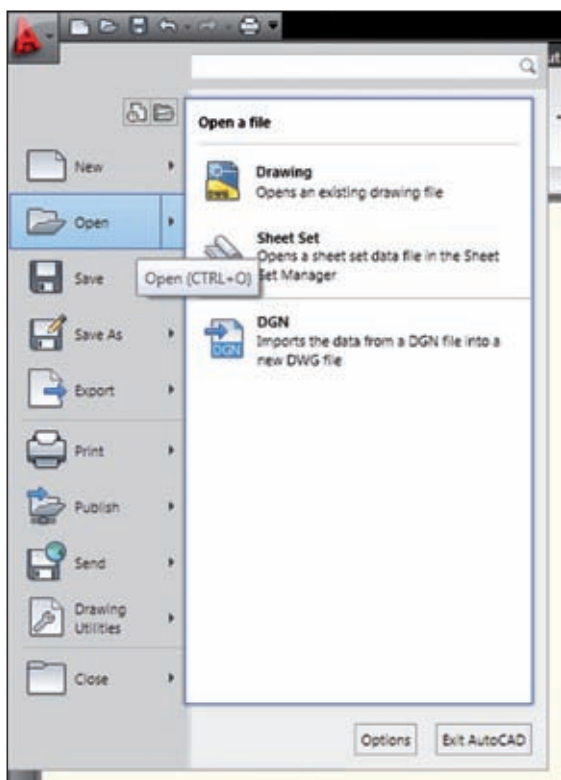 Open a file
New
Drawing
Opens an existing drawing file
Open
Sheet Set
Opens a sheet set data file in the Sheet
Set Manager
Save
Open (CTRL+O)
DGN
Imports the data from a DGN file into a
new DWG file
Save As
Export
Print
Publish
Send
Drawing
Utilities
Close
Options
Exit AutoCAD